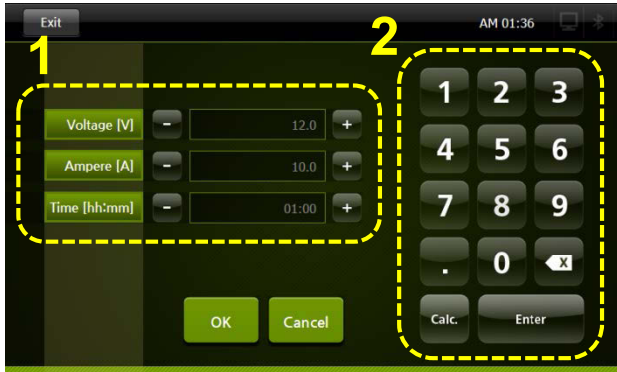 Exit
AM 01:36
1
2
Voltage [V] - 12.0 +
Ampere [A] - 10.0 +
Time [hh:mm] - 01:00 +
1 2 3
4 5 6
7 8 9
. 0 X
Calc. Enter
OK Cancel